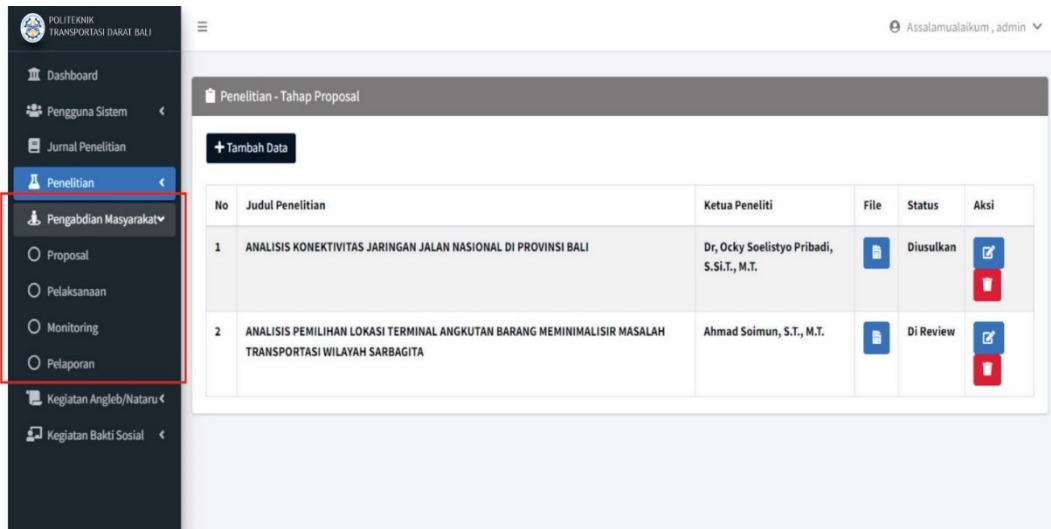 POLITEKNIK
TRANSPORTASI DARAT BALI
Assalamualaikum , admin
Dashboard
Pengguna Sistem
Jurnal Penelitian
Penelitian
Pengabdian Masyarakat
Proposal
Pelaksanaan
Monitoring
Pelaporan
Kegiatan Angleb/Nataru
Kegiatan Bakti Sosial
Penelitian - Tahap Proposal
+ Tambah Data
No Judul Penelitian Ketua Peneliti File Status Aksi
1 ANALISIS KONEKTIVITAS JARINGAN JALAN NASIONAL DI PROVINSI BALI Dr, Ocky Soelistyo Pribadi, Diusulkan
S.Si.T., M.T.
2 ANALISIS PEMILIHAN LOKASI TERMINAL ANGKUTAN BARANG MEMINIMALISIR MASALAH Ahmad Soimun, S.T., M.T. Di Review
TRANSPORTASI WILAYAH SARBAGITA